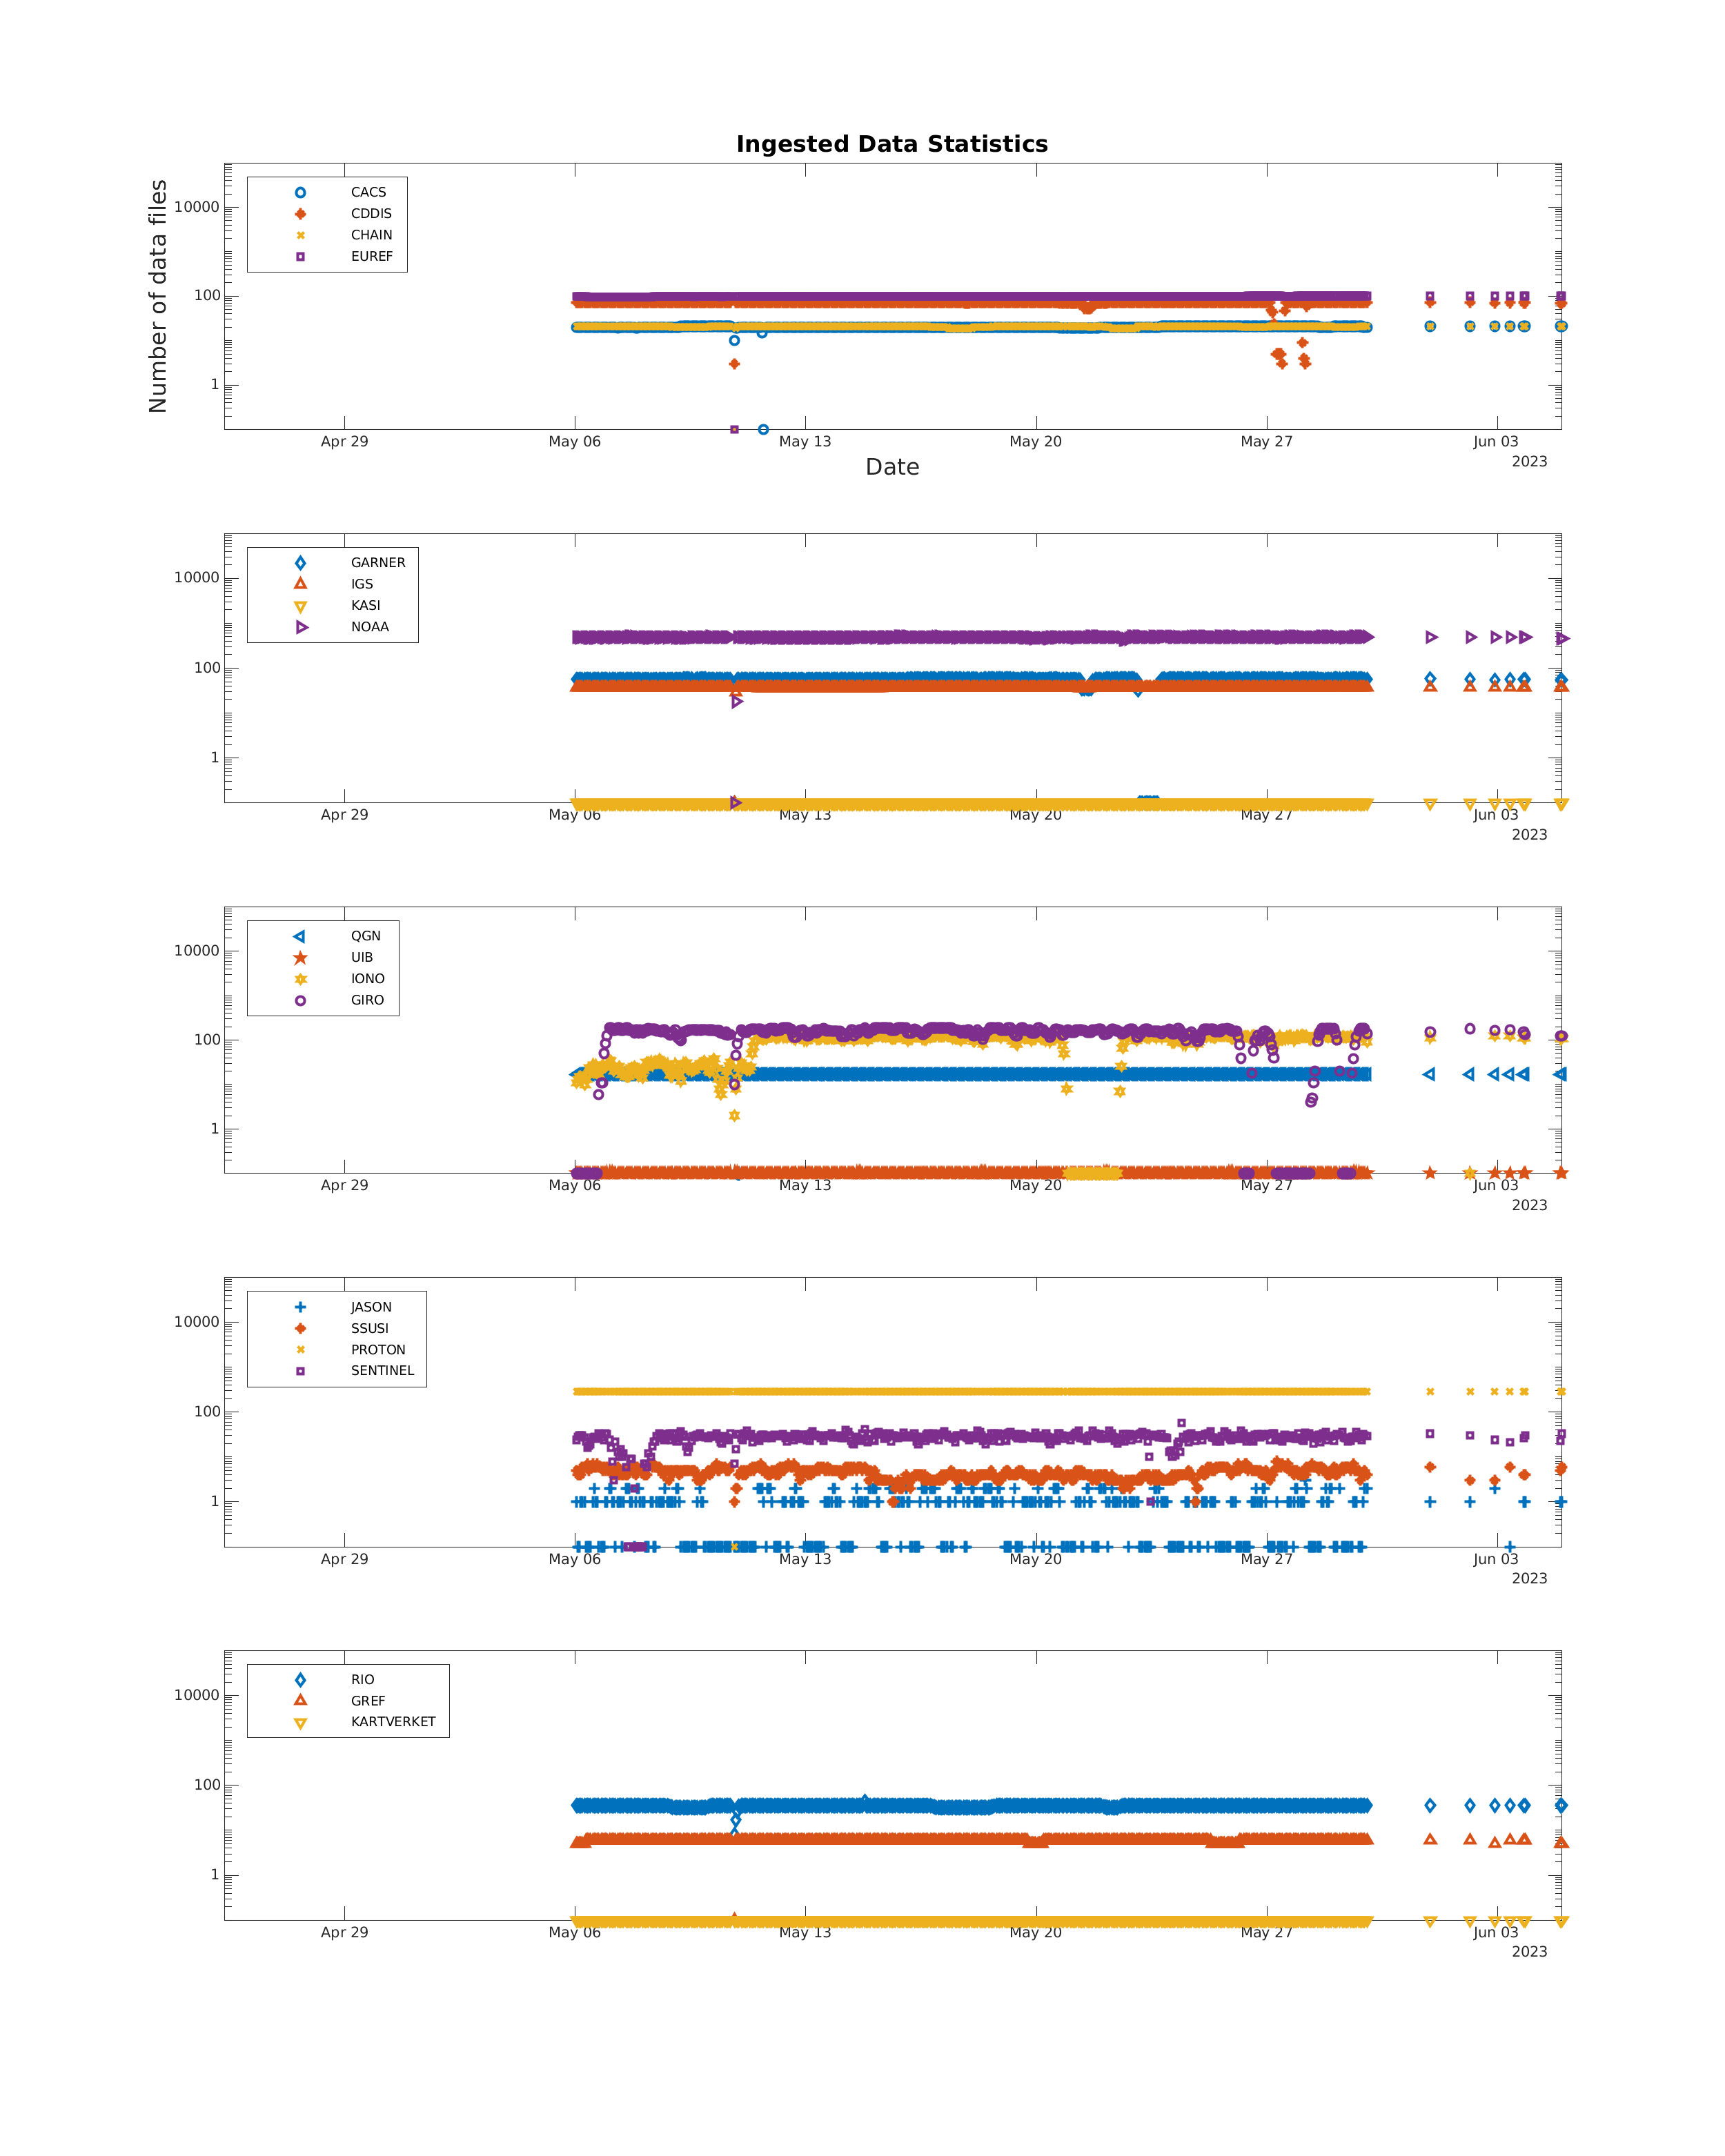 Ingested Data Statistics
Number of data files
10000
100
1
CACS
CDDIS
CHAIN
EUREF
Apr 29 May 06 May 13 May 20 May 27 Jun 03
2023
Date
10000
100
1
GARNER
IGS
KASI
NOAA
Apr 29 May 06 May 13 May 20 May 27 Jun 03
2023
10000
100
1
QGN
UIB
IONO
GIRO
Apr 29 May 06 May 13 May 20 May 27 Jun 03
2023
10000
100
1
JASON
SSUSI
PROTON
SENTINEL
Apr 29 May 06 May 13 May 20 May 27 Jun 03
2023
10000
100
1
RIO
GREF
KARTVERKET
Apr 29 May 06 May 13 May 20 May 27 Jun 03
2023